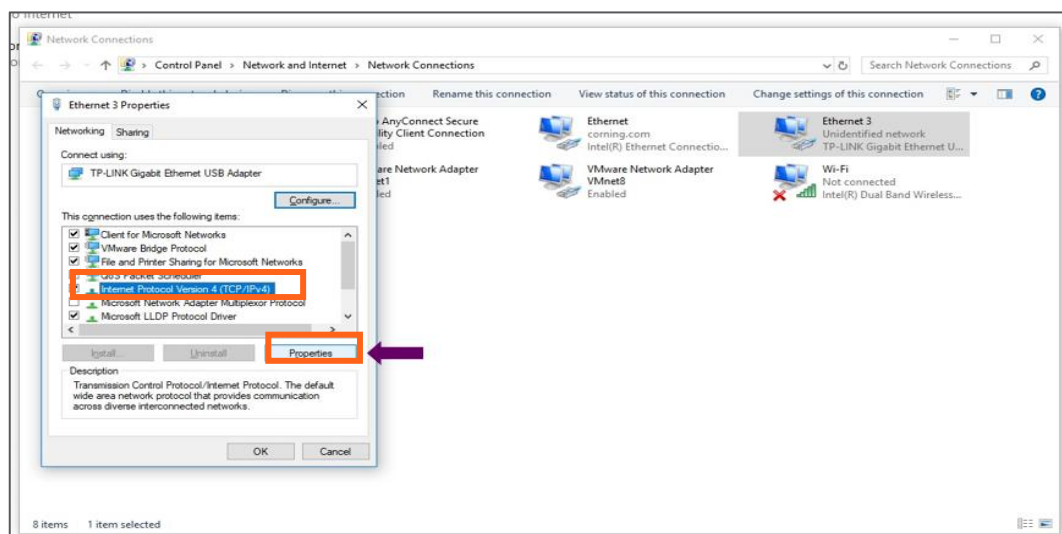 Internet
Network Connections
Control Panel > Network and Internet > Network Connections
Search Network Connections
Rename this connection
View status of this connection
Change settings of this connection
Ethernet 3 Properties
AnyConnect Secure
Ethernet
Ethernet 3
lity Client Connection
corning.com
Unidentified network
Intel(R) Ethernet Connectio...
TP-LINK Gigabit Ethernet U...
are Network Adapter
VMware Network Adapter
Wi-Fi
VMnet8
Not connected
Enabled
Intel(R) Dual Band Wireless...
Networking
Sharing
Connect using:
TP-LINK Gigabit Ethernet USB Adapter
Configure...
This connection uses the following items:
Client for Microsoft Networks
VMware Bridge Protocol
File and Printer Sharing for Microsoft Networks
QoS Packet Scheduler
Internet Protocol Version 4 (TCP/IPv4)
Microsoft Network Adapter Multiplexor Protocol
Microsoft LLDP Protocol Driver
Install...
Uninstall
Properties
Description
Transmission Control Protocol/Internet Protocol. The default
wide area network protocol that provides communication
across diverse interconnected networks.
OK
Cancel
8 items
1 item selected